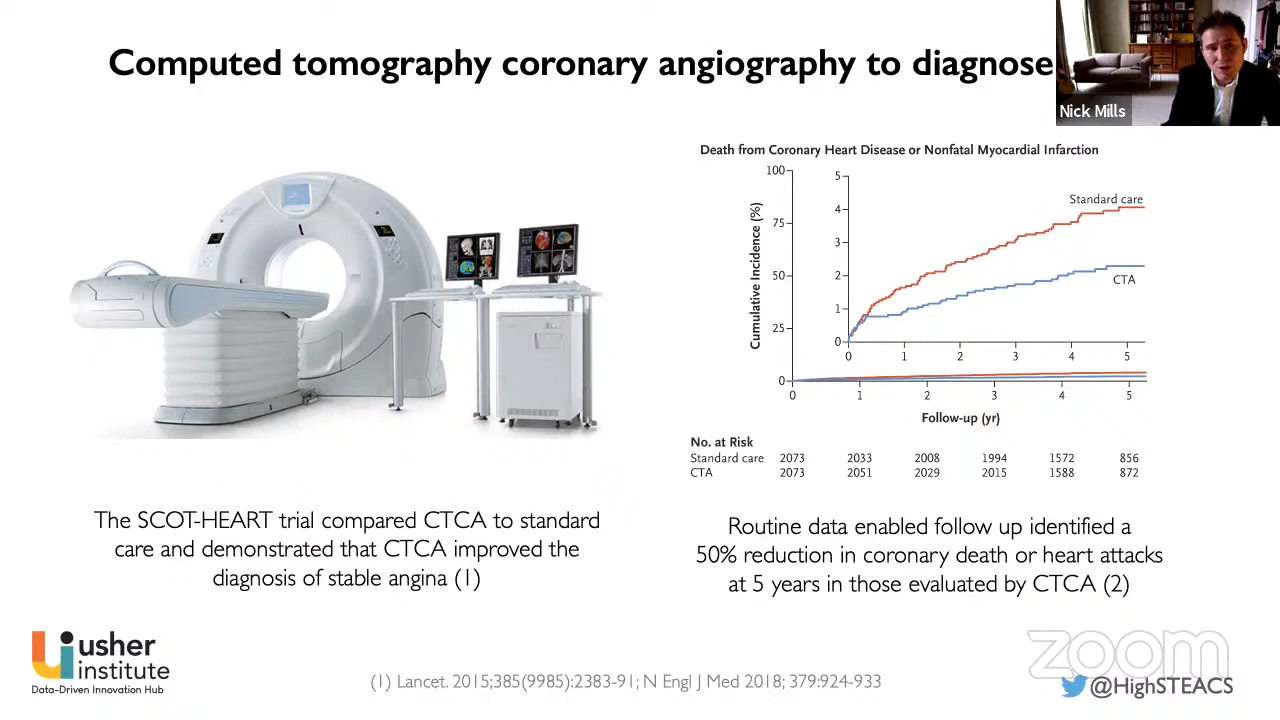 Computed tomography coronary angiography to diagnose
Nick Mills
Death from Coronary Heart Disease or Nonfatal Myocardial Infarction
Cumulative Incidence (%)
100
75
50
25
0
5
4
3
2
1
0
Standard care
CTA
0 1 2 3 4 5
0 1 2 3 4 5
Follow-up (yr)
No. at Risk
Standard care 2073 2033 2008 1994 1572 856
CTA 2073 2051 2029 2015 1588 872
The SCOT-HEART trial compared CTCA to standard
care and demonstrated that CTCA improved the
diagnosis of stable angina (1)
Routine data enabled follow up identified a
50% reduction in coronary death or heart attacks
at 5 years in those evaluated by CTCA (2)
usher
institute
Data-Driven Innovation Hub
(1) Lancet. 2015;385(9985):2383-91; N Engl J Med 2018; 379:924-933
zoom
@HighSTEACS